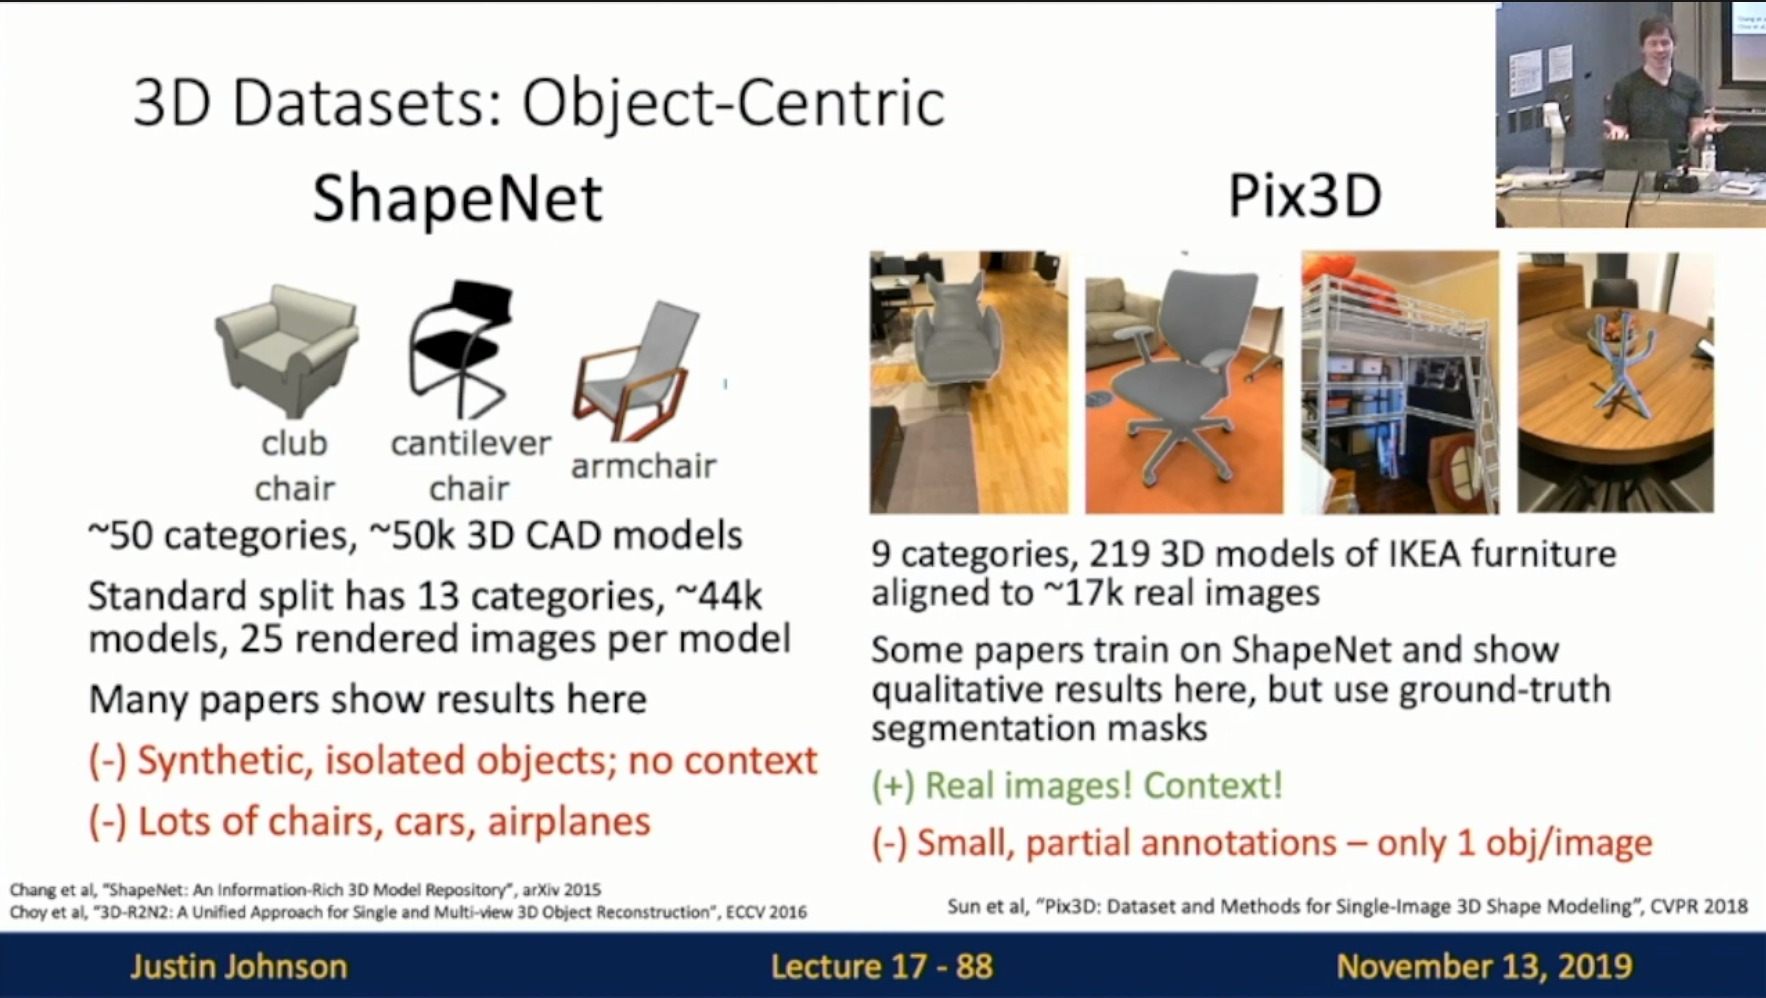 3D Datasets: Object-Centric
ShapeNet
club
chair
cantilever
chair
armchair
~50 categories, ~50k 3D CAD models
Standard split has 13 categories, ~44k
models, 25 rendered images per model
Many papers show results here
(-) Synthetic, isolated objects; no context
(-) Lots of chairs, cars, airplanes
Chang et al, "ShapeNet: An Information-Rich 3D Model Repository", arXiv 2015
Choy et al, "3D-R2N2: A Unified Approach for Single and Multi-view 3D Object Reconstruction", ECCV 2016
Pix3D
9 categories, 219 3D models of IKEA furniture
aligned to ~17k real images
Some papers train on ShapeNet and show
qualitative results here, but use ground-truth
segmentation masks
(+) Real images! Context!
(-) Small, partial annotations – only 1 obj/image
Sun et al, "Pix3D: Dataset and Methods for Single-Image 3D Shape Modeling", CVPR 2018
Justin Johnson
Lecture 17 - 88
November 13, 2019